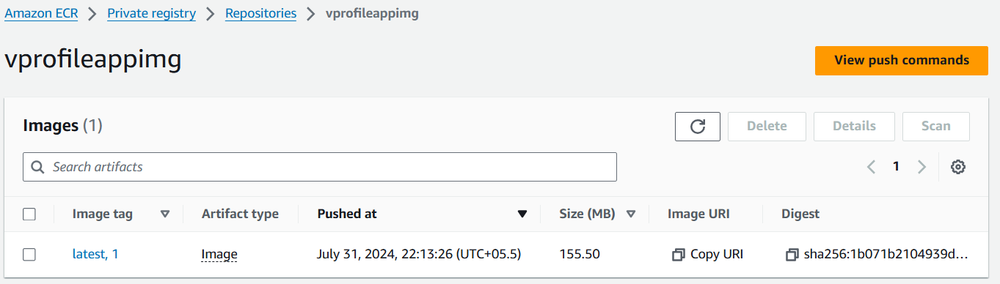 Amazon ECR > Private registry > Repositories > vprofileappimg
vprofileappimg
View push commands
Images (1)
Delete
Details
Scan
Search artifacts
1
Image tag
Artifact type
Pushed at
Size (MB)
Image URI
Digest
latest, 1
Image
July 31, 2024, 22:13:26 (UTC+05.5)
155.50
Copy URI
sha256:1b071b2104939d...